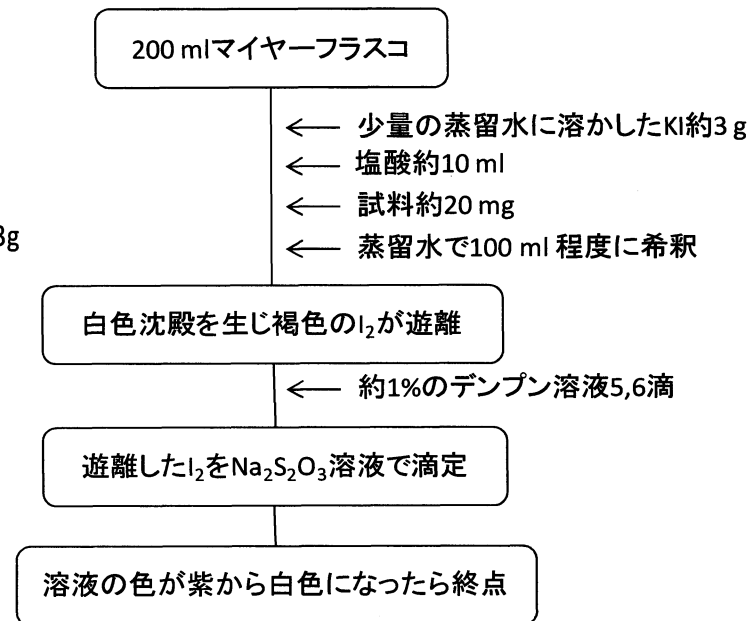 200 mlマイヤーフラスコ
少量の蒸留水に溶かしたKI約3 g
塩酸約10 ml
試料約20 mg
3g
蒸留水で100 ml 程度に希釈
白色沈殿を生じ褐色のI₂が遊離
約1%のデンプン溶液5,6滴
遊離したI₂をNa₂S₂O₃溶液で滴定
溶液の色が紫から白色になったら終点